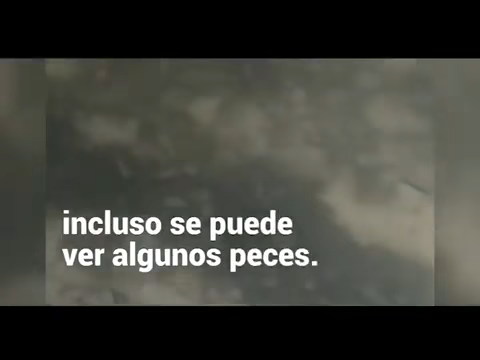 incluso se puede
ver algunos peces.